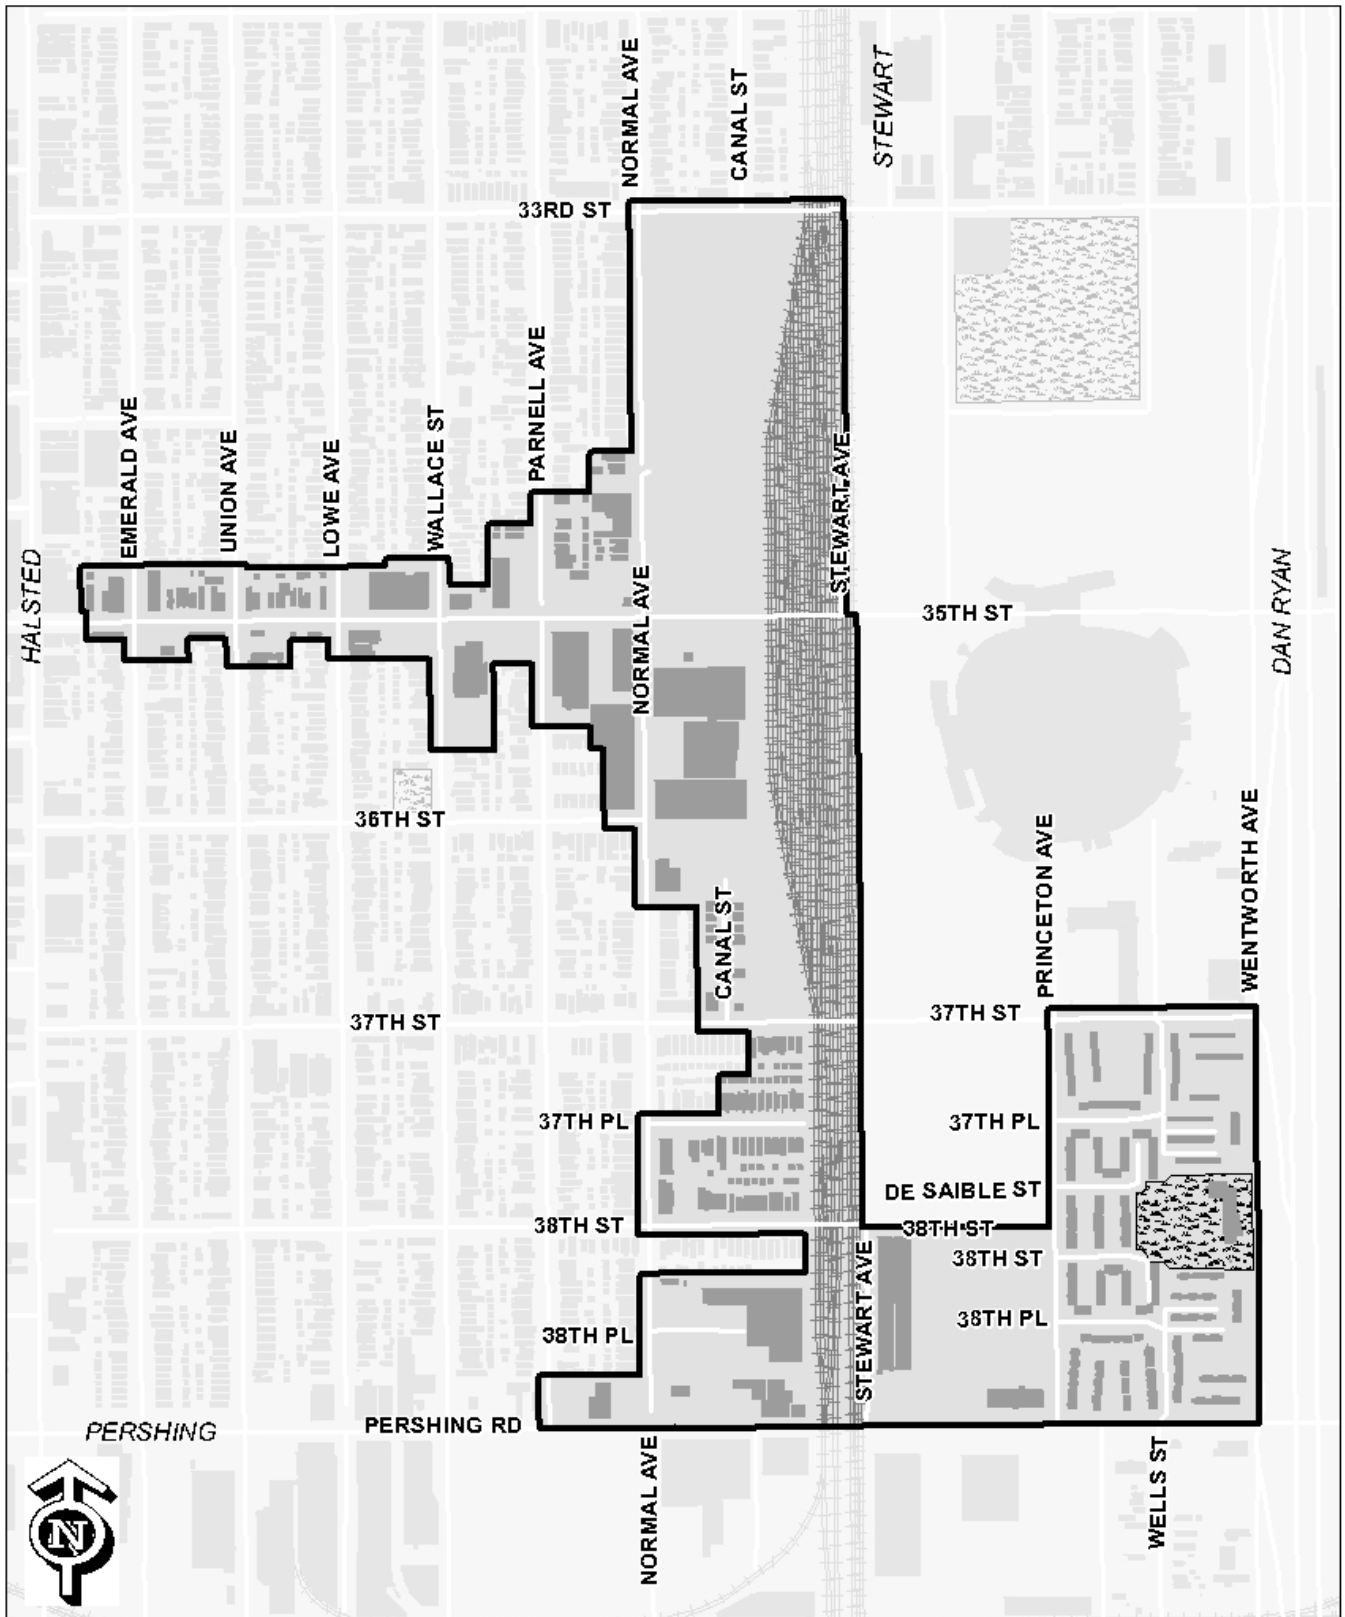 NORMAL AVE
CANAL ST
STEWART
33RD ST
PARNELL AVE
EMERALD AVE
UNION AVE
LOWE AVE
WALLACE ST
STEWART AVE
HALSTED
NORMAL AVE
35TH ST
DAN RYAN
36TH ST
PRINCETON AVE
WENTWORTH AVE
CANAL ST
37TH ST
37TH ST
37TH PL
37TH PL
DE SAIBLE ST
38TH ST
38TH ST
38TH ST
STEWART AVE
38TH PL
38TH PL
PERSHING
PERSHING RD
NORMAL AVE
WELLS ST
N